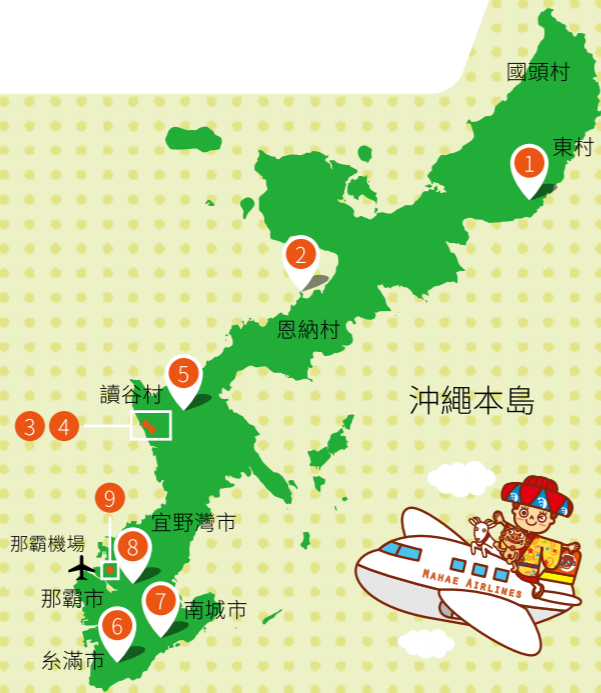 國頭村
東村
1
2
恩納村
5
讀谷村
沖繩本島
3 4
9
宜野灣市
那霸機場
8
MAHAE AIRLINES
那霸市
7
南城市
6
糸滿市